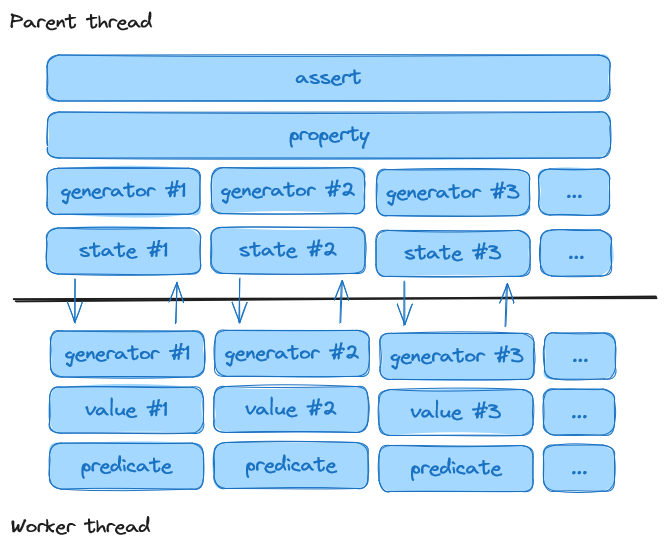 Parent thread
assert
property
generator #1 generator #2 generator #3 ...
state #1 state #2 state #3 ...
generator #1 generator #2 generator #3 ...
value #1 value #2 value #3 ...
predicate predicate predicate ...
Worker thread